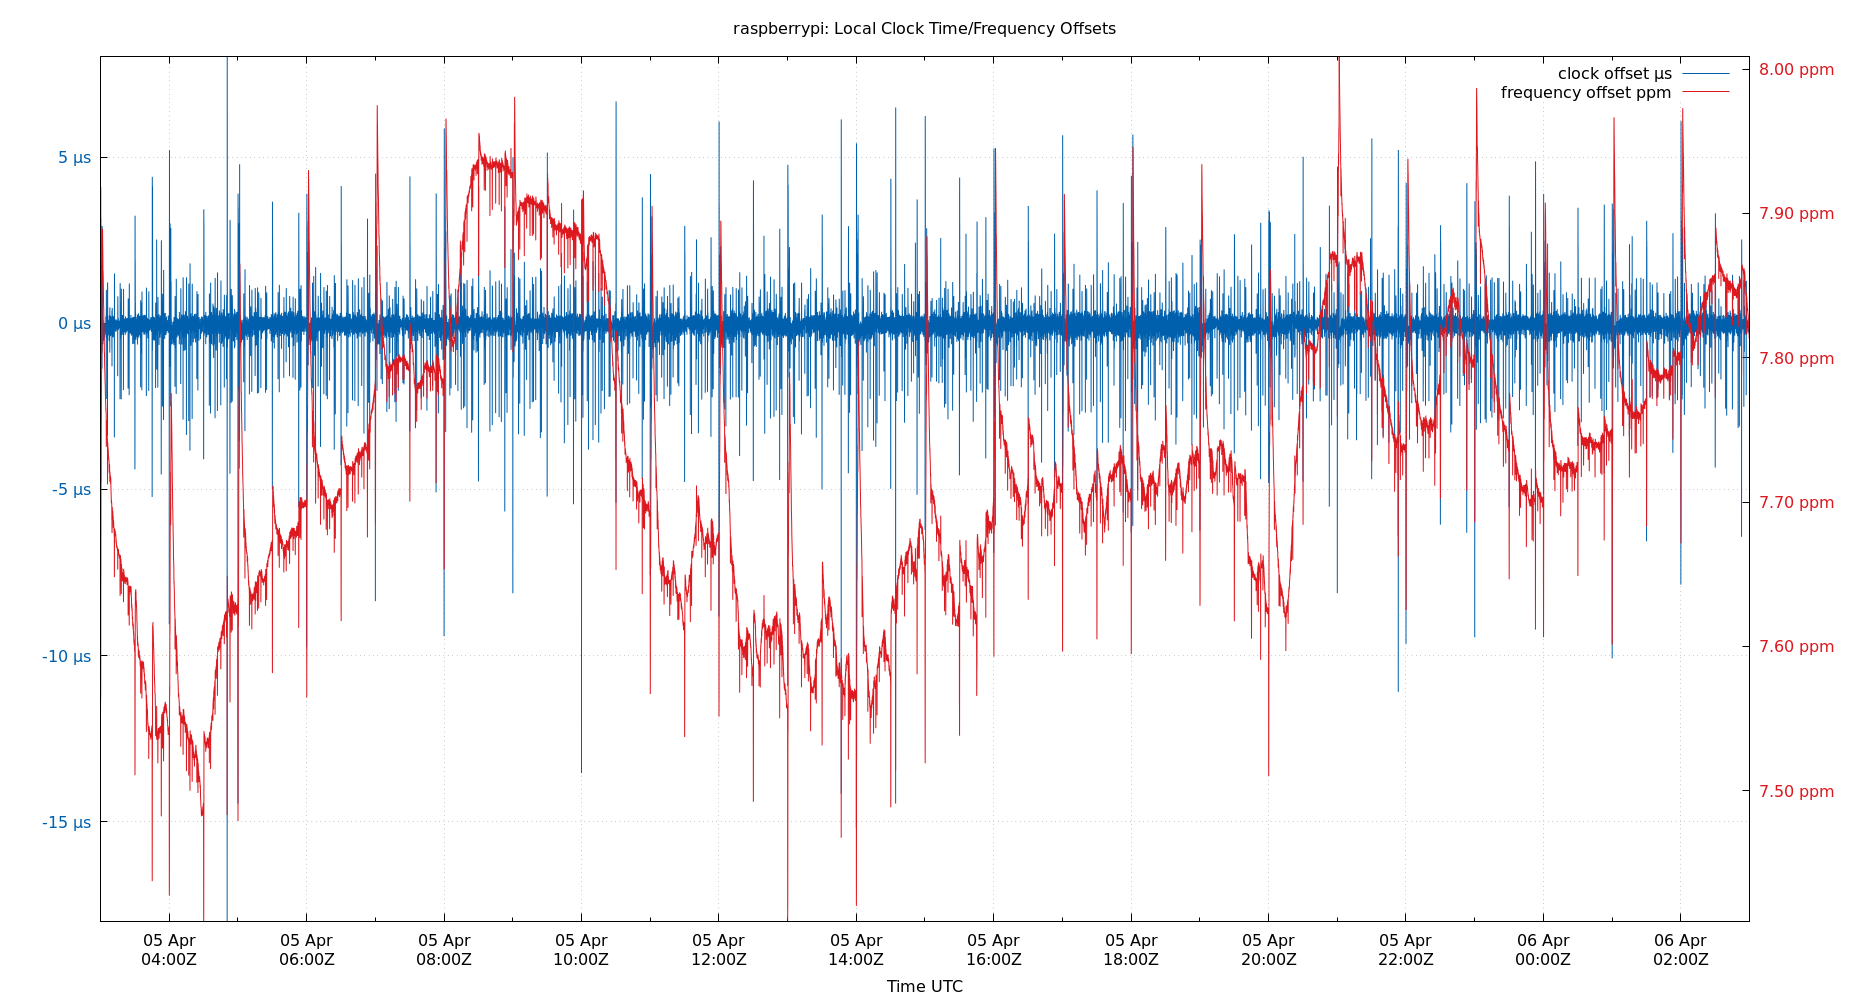 raspberrypi: Local Clock Time/Frequency Offsets
clock offset µs
frequency offset ppm
5 µs
0 µs
-5 µs
-10 µs
-15 µs
8.00 ppm
7.90 ppm
7.80 ppm
7.70 ppm
7.60 ppm
7.50 ppm
05 Apr
04:00Z
05 Apr
06:00Z
05 Apr
08:00Z
05 Apr
10:00Z
05 Apr
12:00Z
05 Apr
14:00Z
05 Apr
16:00Z
05 Apr
18:00Z
05 Apr
20:00Z
05 Apr
22:00Z
06 Apr
00:00Z
06 Apr
02:00Z
Time UTC